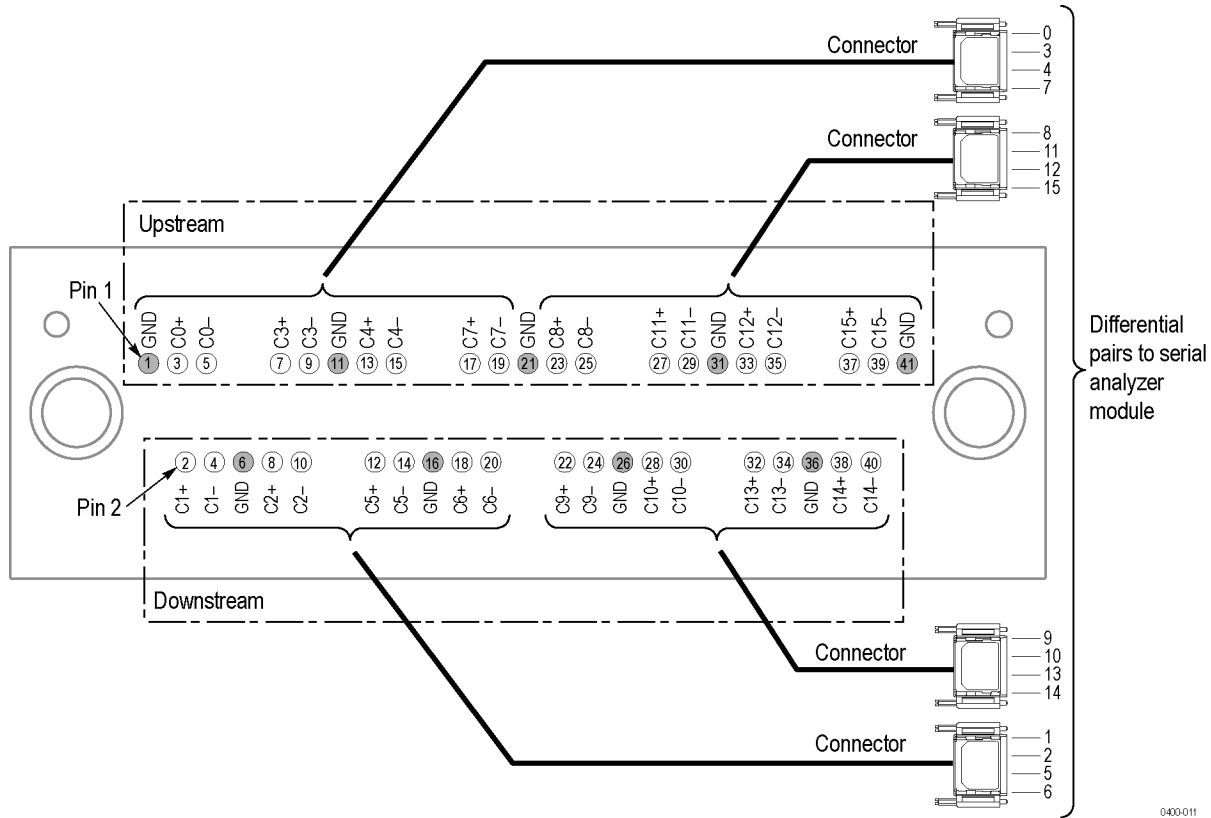 Connector
0
3
4
7
Connector
8
11
12
15
Upstream
Pin 1
GND C0+ C0– C3+ C3– GND C4+ C4– C7+ C7– GND C8+ C8– C11+ C11– GND C12+ C12– C15+ C15– GND
1 3 5 7 9 11 13 15 17 19 21 23 25 27 29 31 33 35 37 39 41
Differential
pairs to serial
analyzer
module
2 4 6 8 10 12 14 16 18 20 22 24 26 28 30 32 34 36 38 40
C1+ C1– GND C2+ C2– C5+ C5– GND C6+ C6– C9+ C9– GND C10+ C10– C13+ C13– GND C14+ C14–
Pin 2
Downstream
Connector
9
10
13
14
Connector
1
2
5
6
0400-011